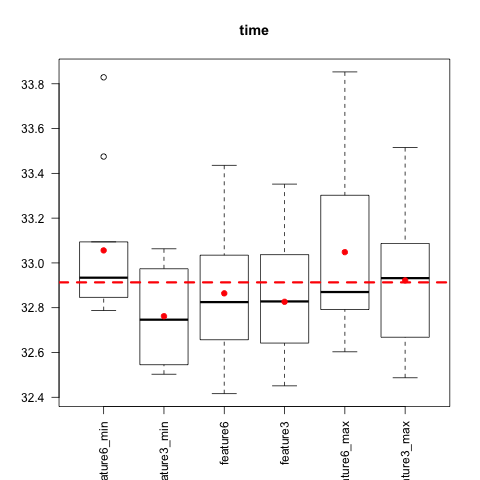 time
33.8
33.6
33.4
33.2
33.0
32.8
32.6
32.4
ature6_min
ature3_min
feature6
feature3
ture6_max
ture3_max